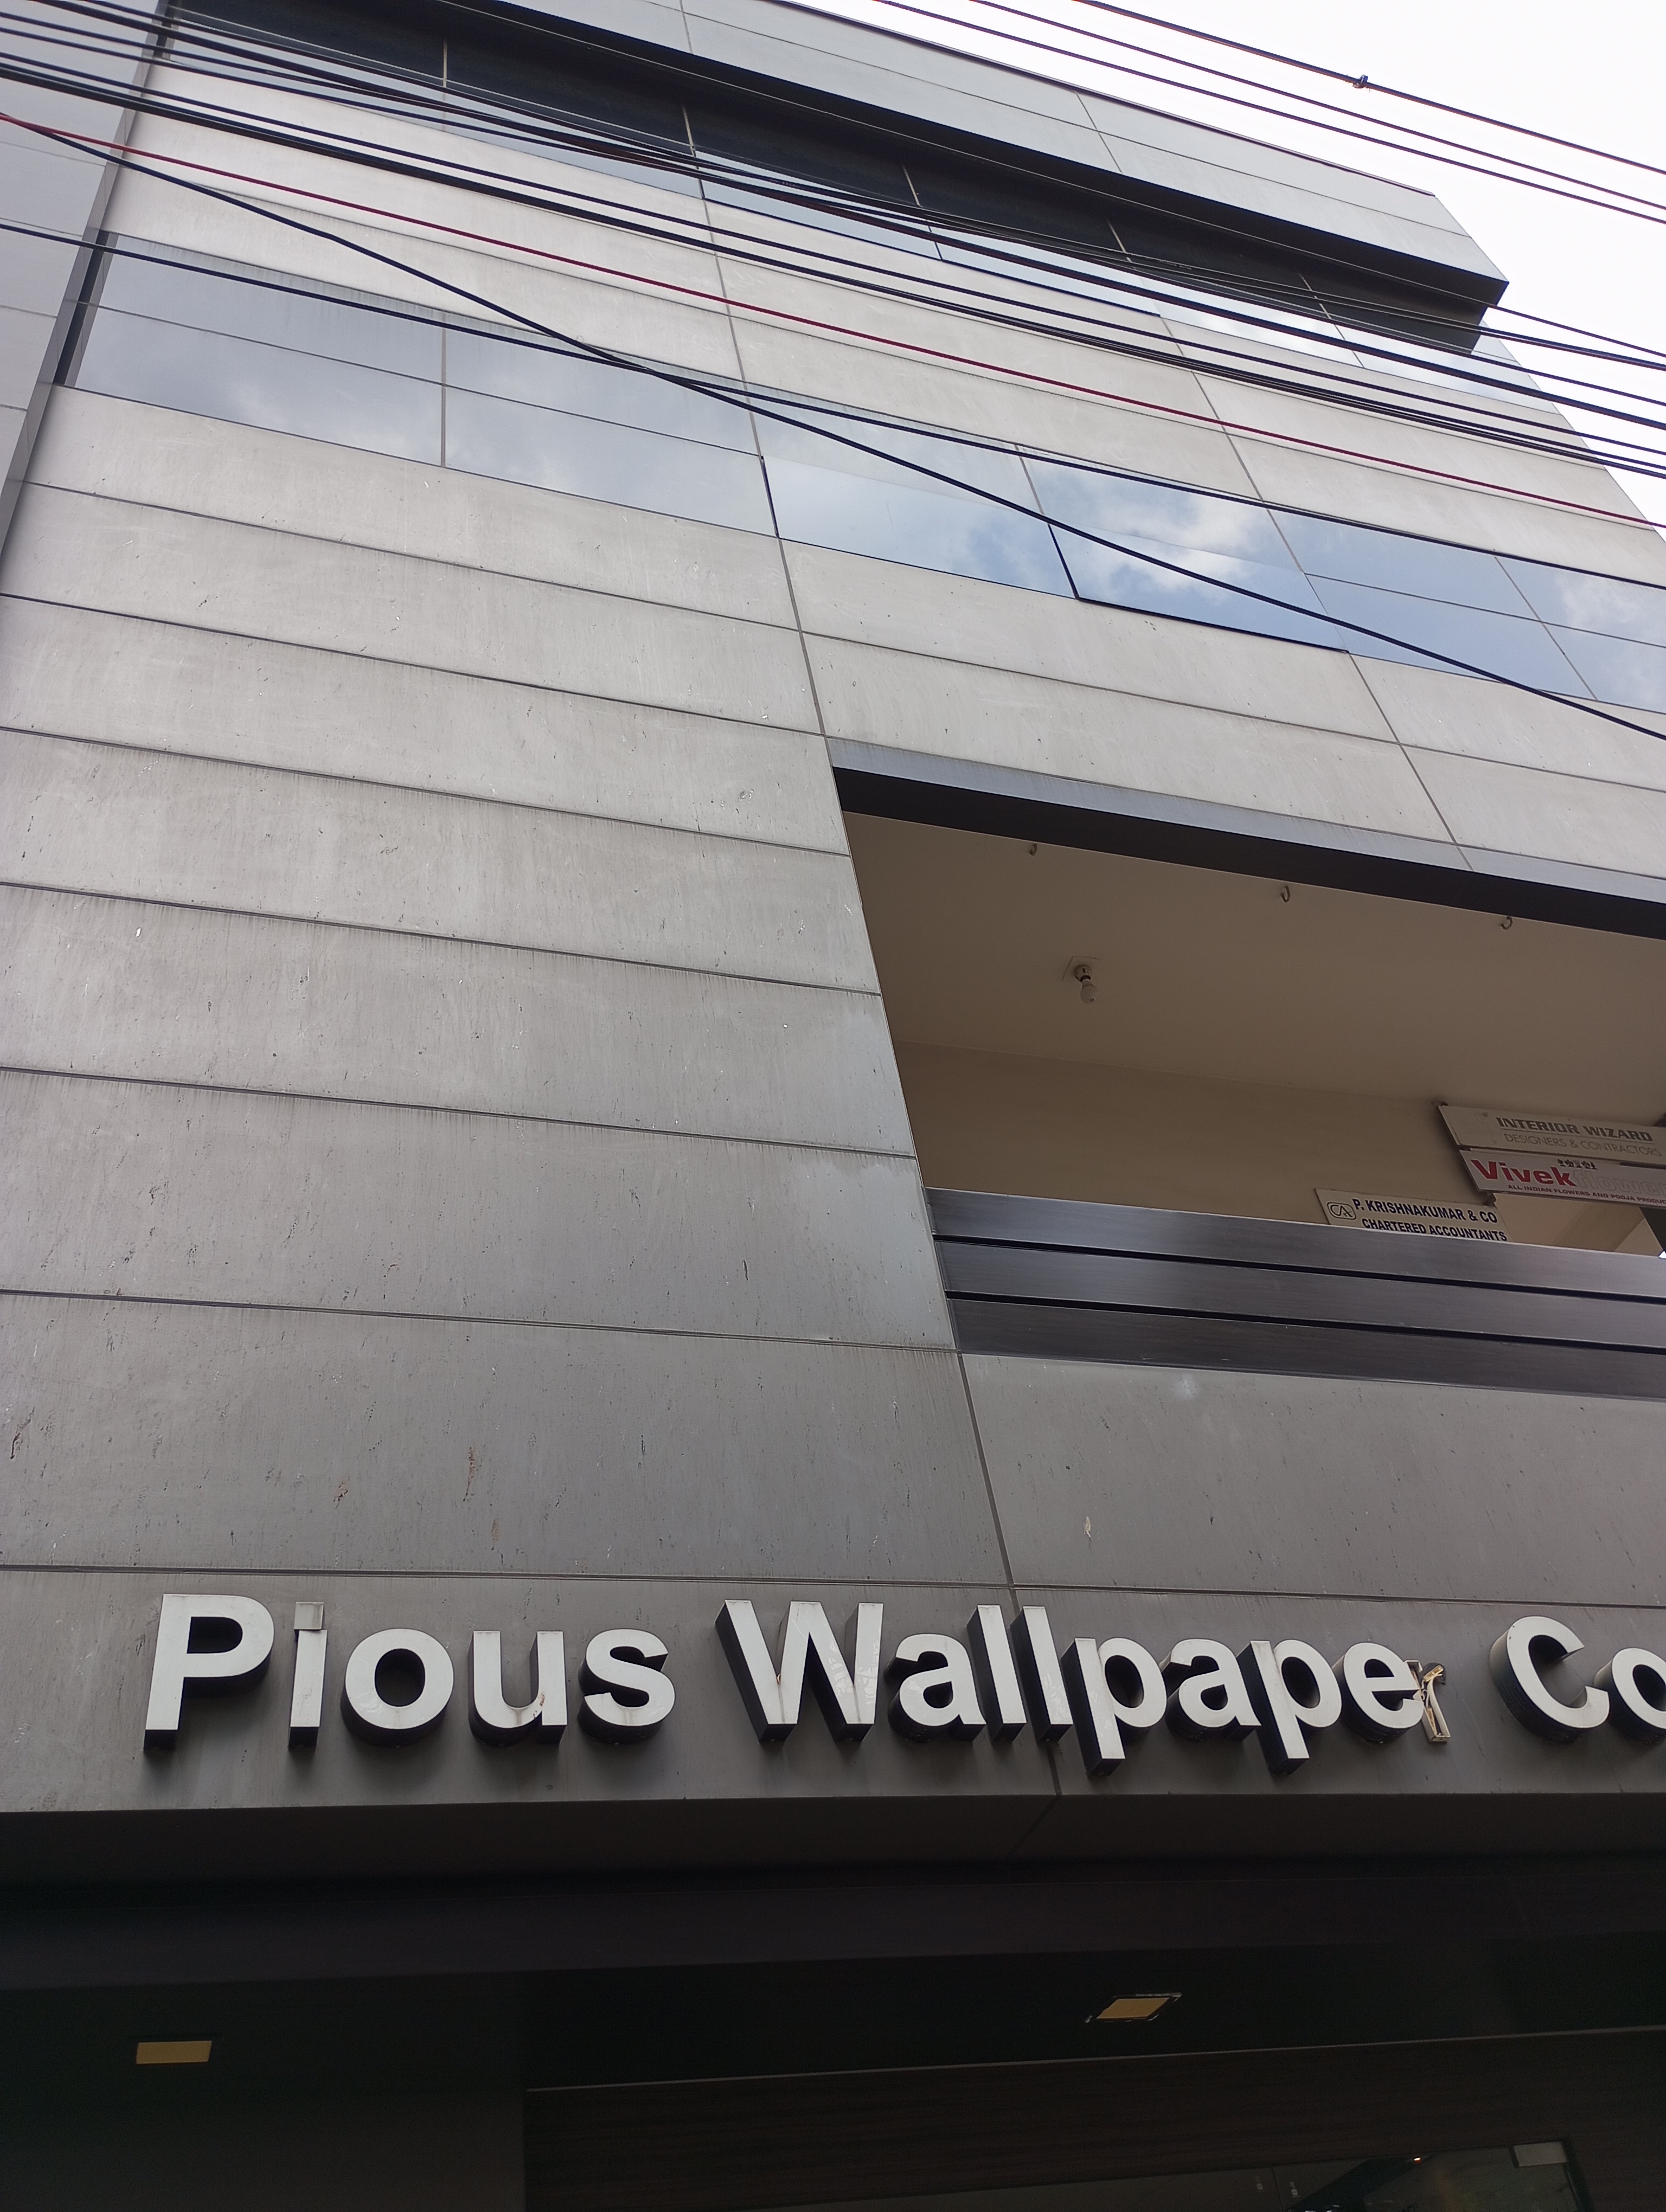 INTERIOR WIZARD
DESIGNERS & CONTRACTORS
Vivek
ALL INDIAN FLOWERS AND POOJA
CA P. KRISHNAKUMAR & CO
CHARTERED ACCOUNTANTS
Pious Wallpaper Co